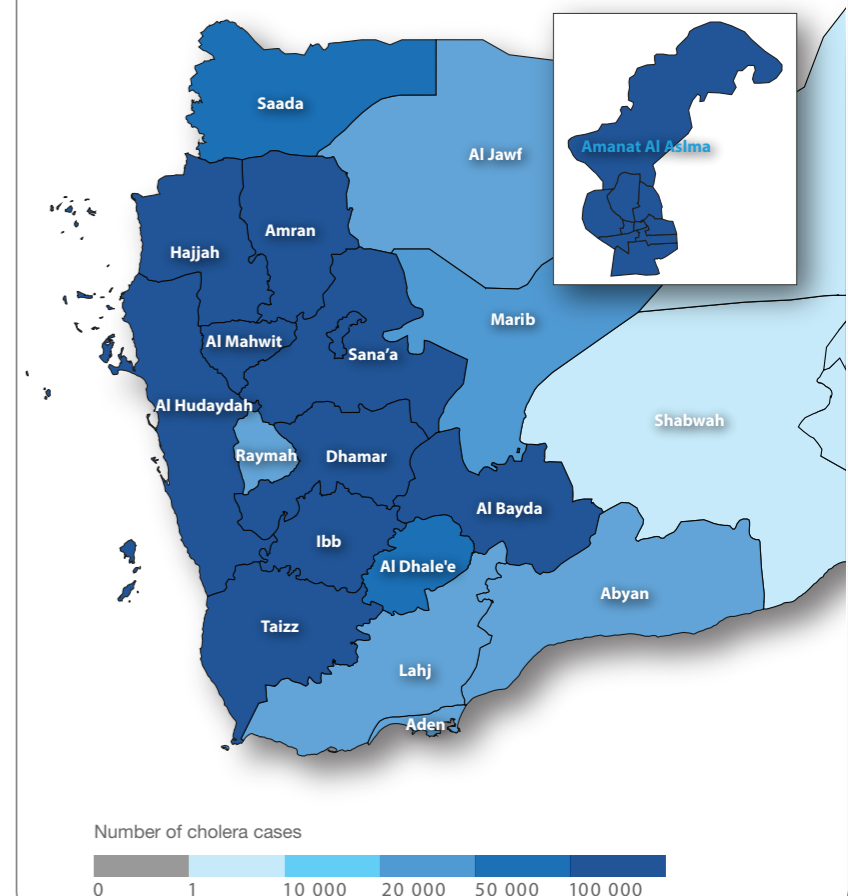 Saada
Al Jawf
Amanat Al Aslma
Amran
Hajjah
Marib
Al Mahwit
Sana’a
Al Hudaydah
Shabwah
Raymah
Dhamar
Al Bayda
Ibb
Al Dhale'e
Abyan
Taizz
Lahj
Aden
Number of cholera cases
0 1 10 000 20 000 50 000 100 000